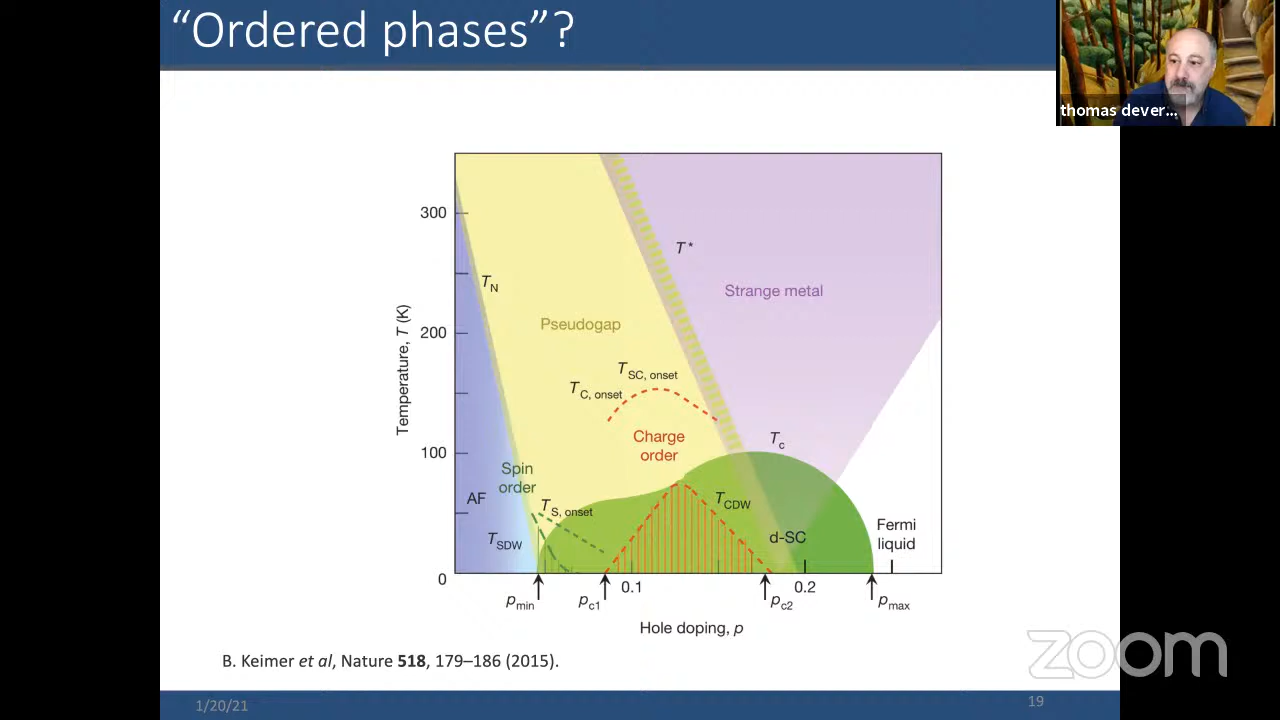 “Ordered phases”?
thomas dever...
300
200
100
0
Temperature, T (K)
T_N
T*
Strange metal
Pseudogap
T_SC, onset
T_C, onset
Charge
order
T_c
Spin
order
AF
T_S, onset
T_CDW
T_SDW
d-SC
Fermi
liquid
0.1
0.2
p_min
p_c1
p_c2
p_max
Hole doping, p
B. Keimer et al, Nature 518, 179–186 (2015).
zoom
1/20/21
19